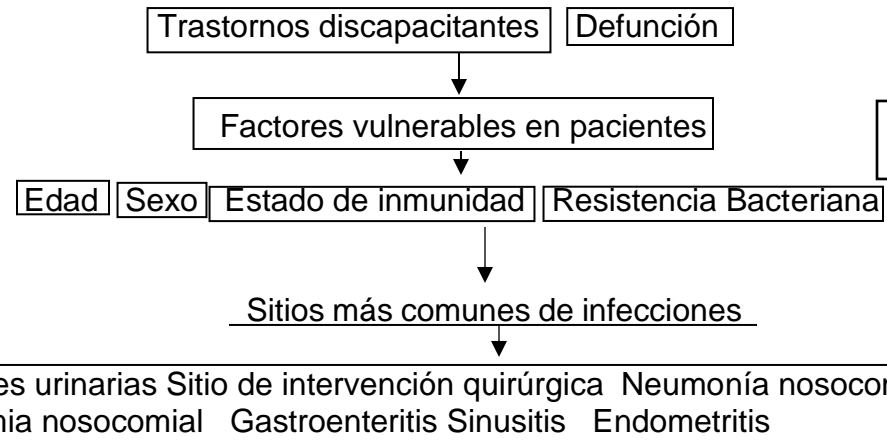 Trastornos discapacitantes Defunción
Factores vulnerables en pacientes
Edad Sexo Estado de inmunidad Resistencia Bacteriana
Sitios más comunes de infecciones
urinarias Sitio de intervención quirúrgica Neumonía
nosocomial Gastroenteritis Sinusitis Endometritis